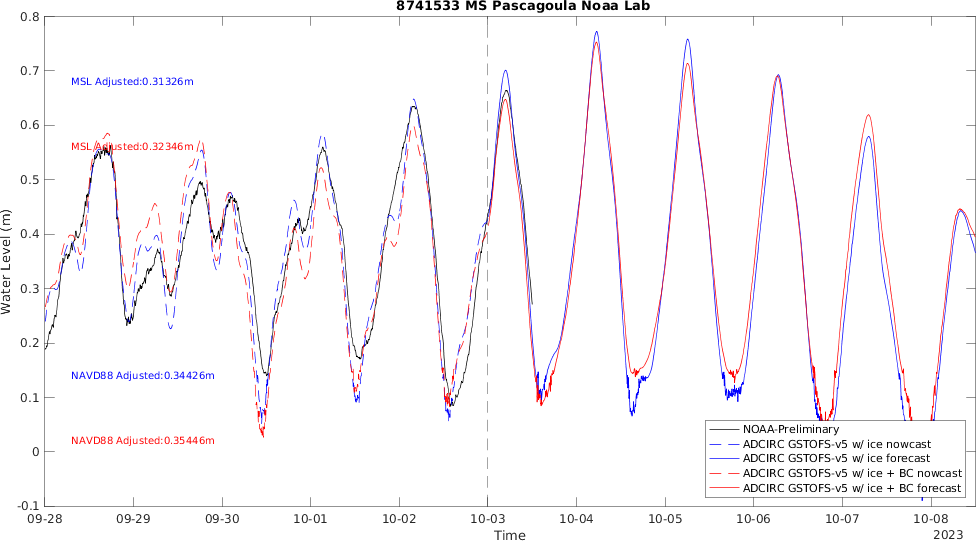 8741533 MS Pascagoula Noaa Lab
0.8
0.7
0.6
0.5
0.4
0.3
0.2
0.1
0
-0.1
Water Level (m)
MSL Adjusted:0.31326m
MSL Adjusted:0.32346m
NAVD88 Adjusted:0.34426m
NAVD88 Adjusted:0.35446m
NOAA-Preliminary
ADCIRC GSTOFS-v5 w/ ice nowcast
ADCIRC GSTOFS-v5 w/ ice forecast
ADCIRC GSTOFS-v5 w/ ice + BC nowcast
ADCIRC GSTOFS-v5 w/ ice + BC forecast
09-28 09-29 09-30 10-01 10-02 10-03 10-04 10-05 10-06 10-07 10-08
Time
2023